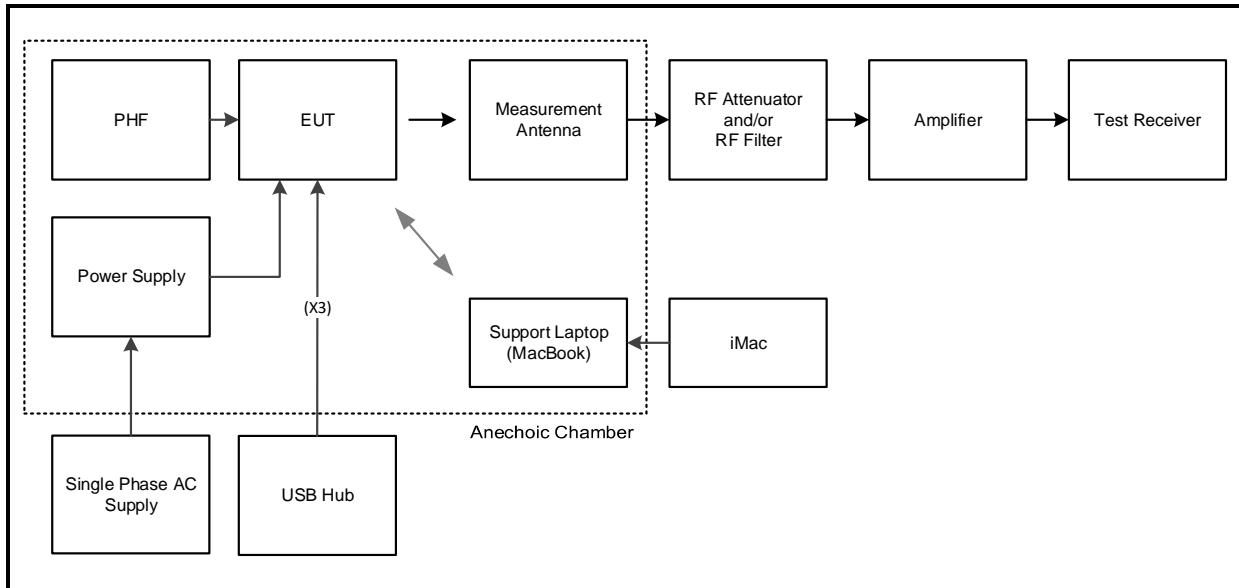 PHF
EUT
Measurement
Antenna
RF Attenuator
and/or
RF Filter
Amplifier
Test Receiver
Power Supply
(X3)
Support Laptop
(MacBook)
iMac
Anechoic Chamber
Single Phase AC
Supply
USB Hub